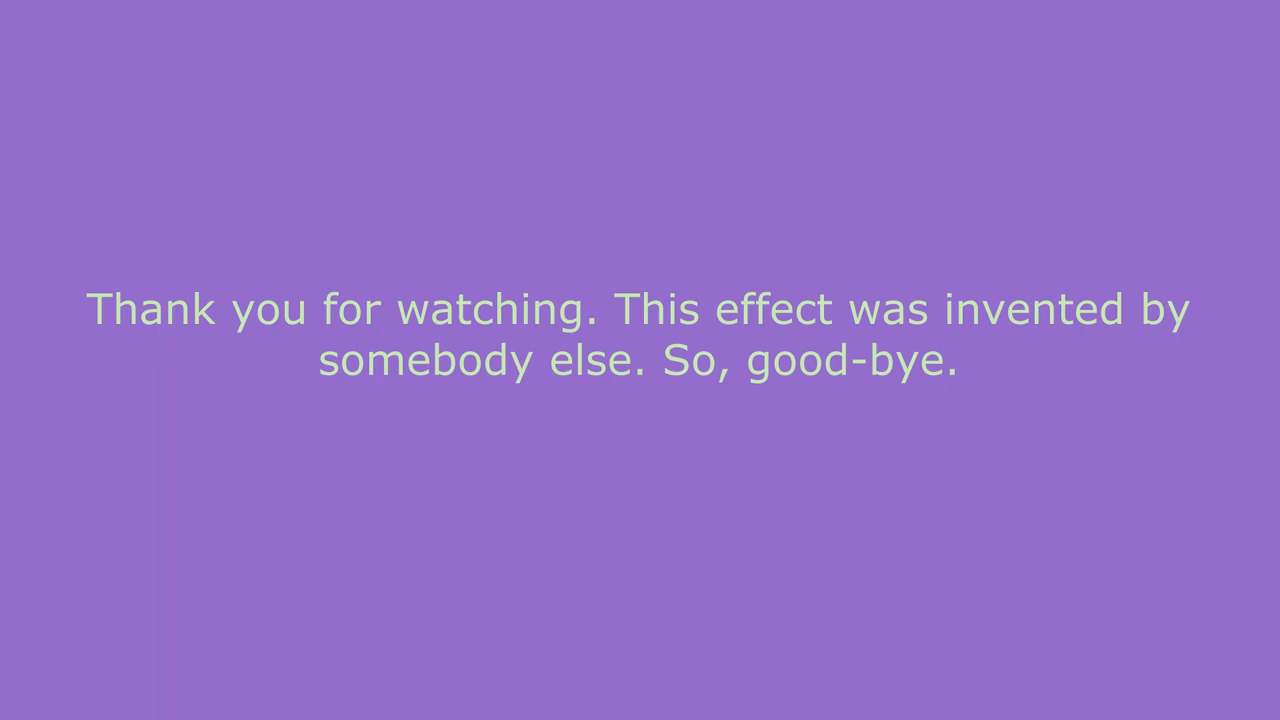 Thank you for watching. This effect was invented by
somebody else. So, good-bye.